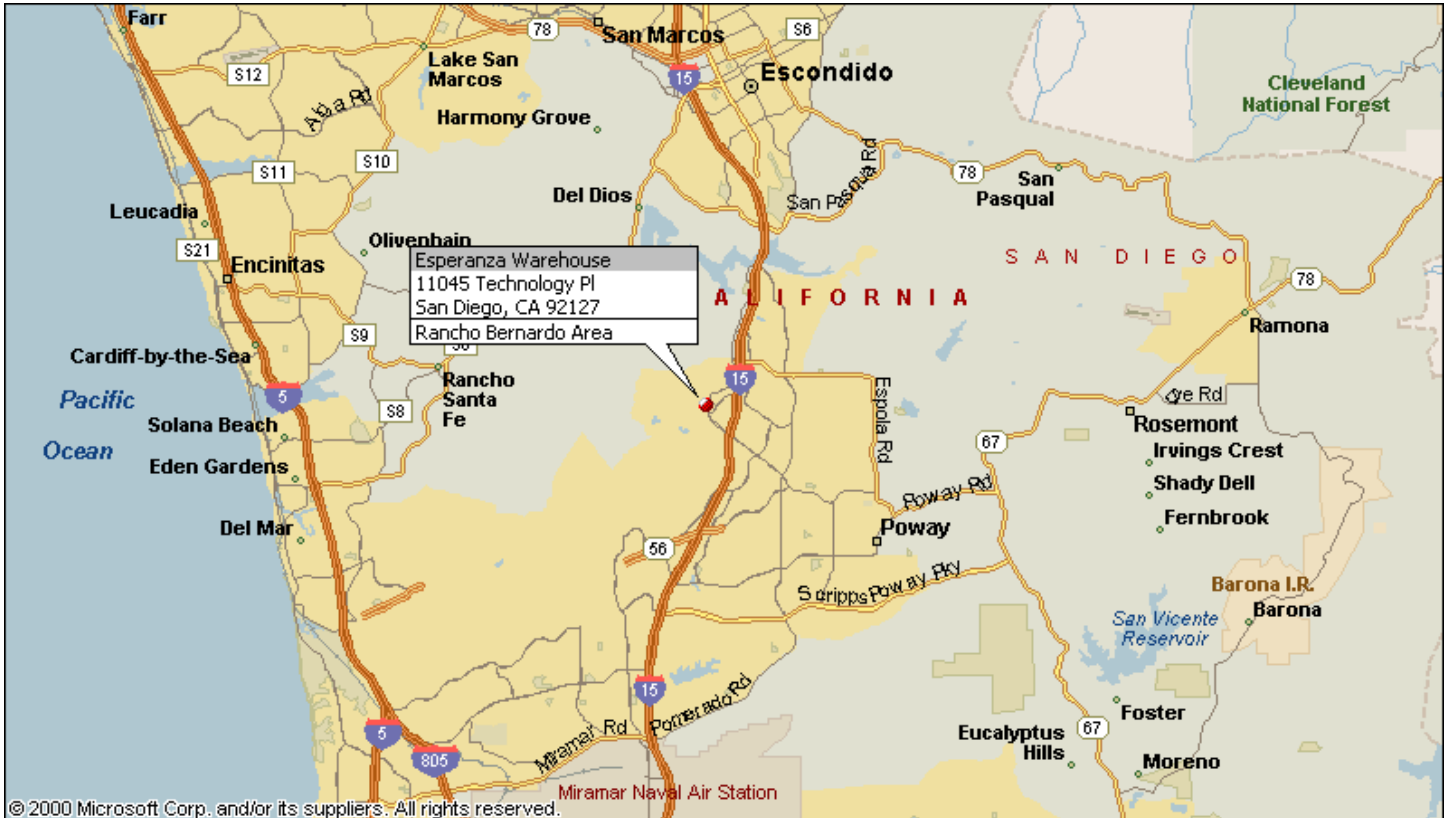 Farr
78
San Marcos
S6
S12
Lake San
Marcos
15
Escondido
Cleveland
National Forest
Harmony Grove
S10
S11
78
San
Pasqual
Del Dios
San Pasqual Rd
Leucadia
S21
Olivenhain
Encinitas
Esperanza Warehouse
11045 Technology Pl
San Diego, CA 92127
Rancho Bernardo Area
SAN DIEGO
78
ALIFORNIA
Ramona
S9
Cardiff-by-the-Sea
Rancho
Santa
Fe
15
5
Pacific
Ocean
S8
Espola Rd
Rosemont
Solana Beach
67
Irvings Crest
Eden Gardens
Shady Dell
Poway Rd
Fernbrook
Del Mar
Poway
56
Scripps Poway Pky
Barona I.R.
Barona
San Vicente
Reservoir
15
Pomerado Rd
Foster
Miramar Rd
5
805
Eucalyptus
Hills
67
Moreno
Miramar Naval Air Station
© 2000 Microsoft Corp. and/or its suppliers. All rights reserved.